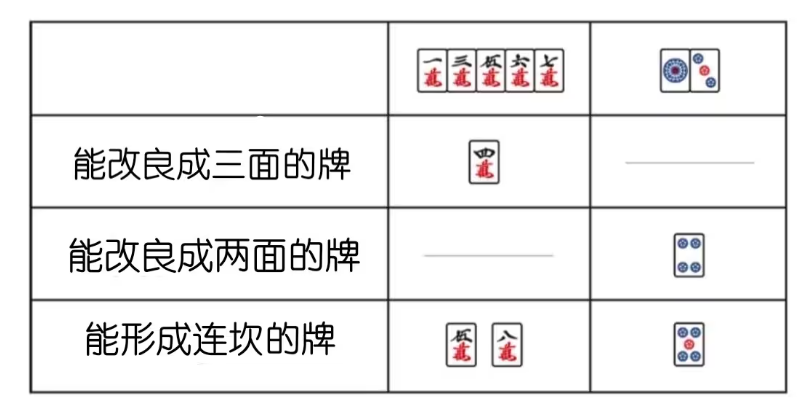 一萬 三萬 伍萬 六萬 七萬
能改良成三面的牌
四萬
能改良成两面的牌
能形成连坎的牌
伍萬 八萬